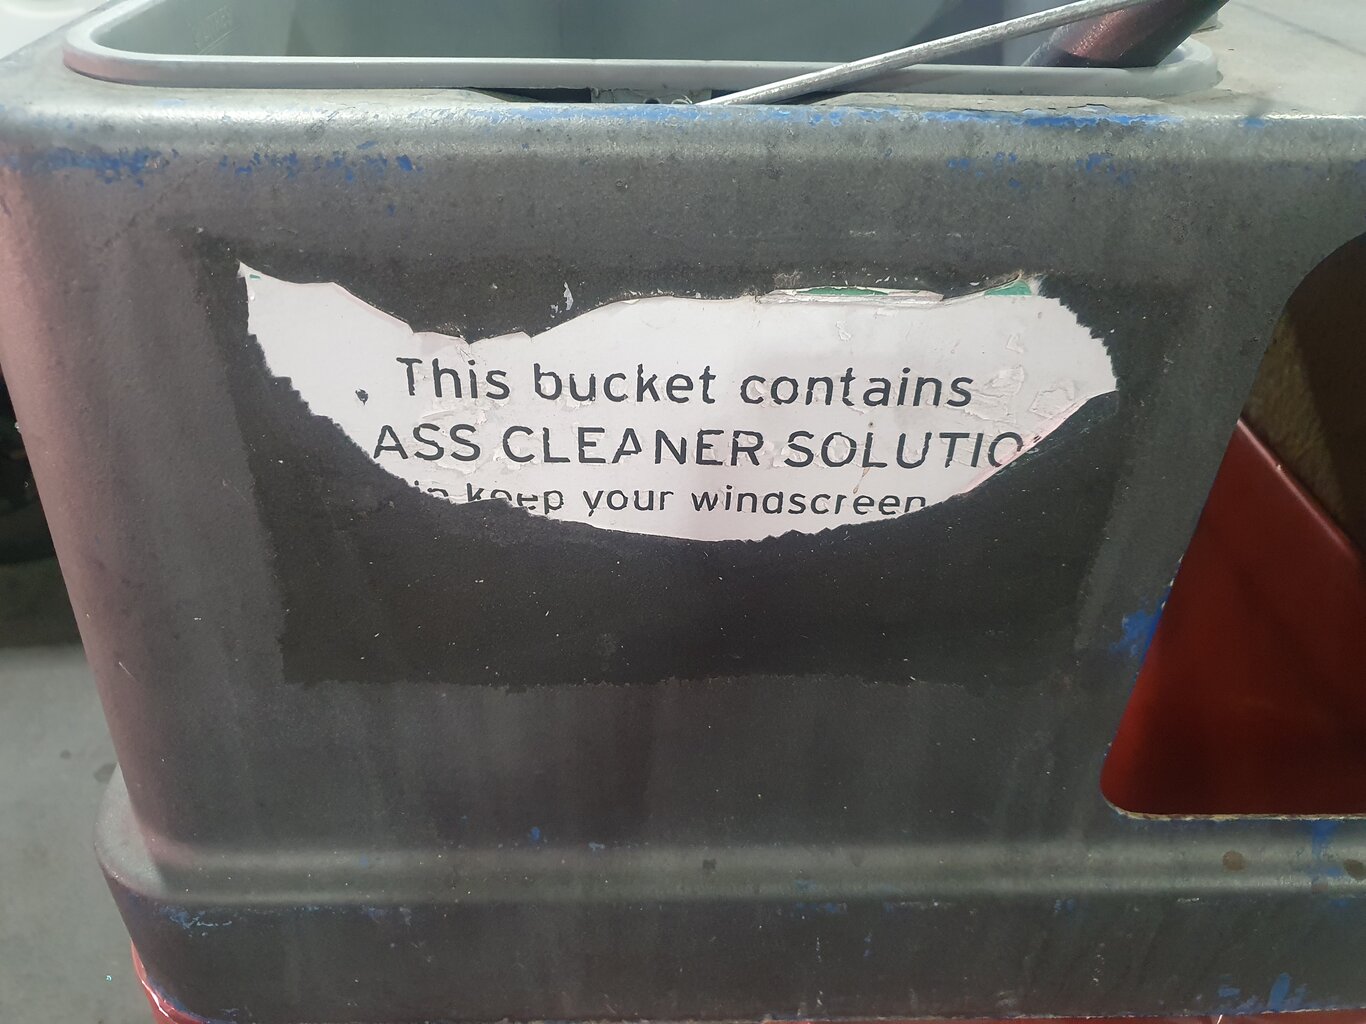 This bucket contains
ASS CLEANER SOLUTIO
keep your windscreen